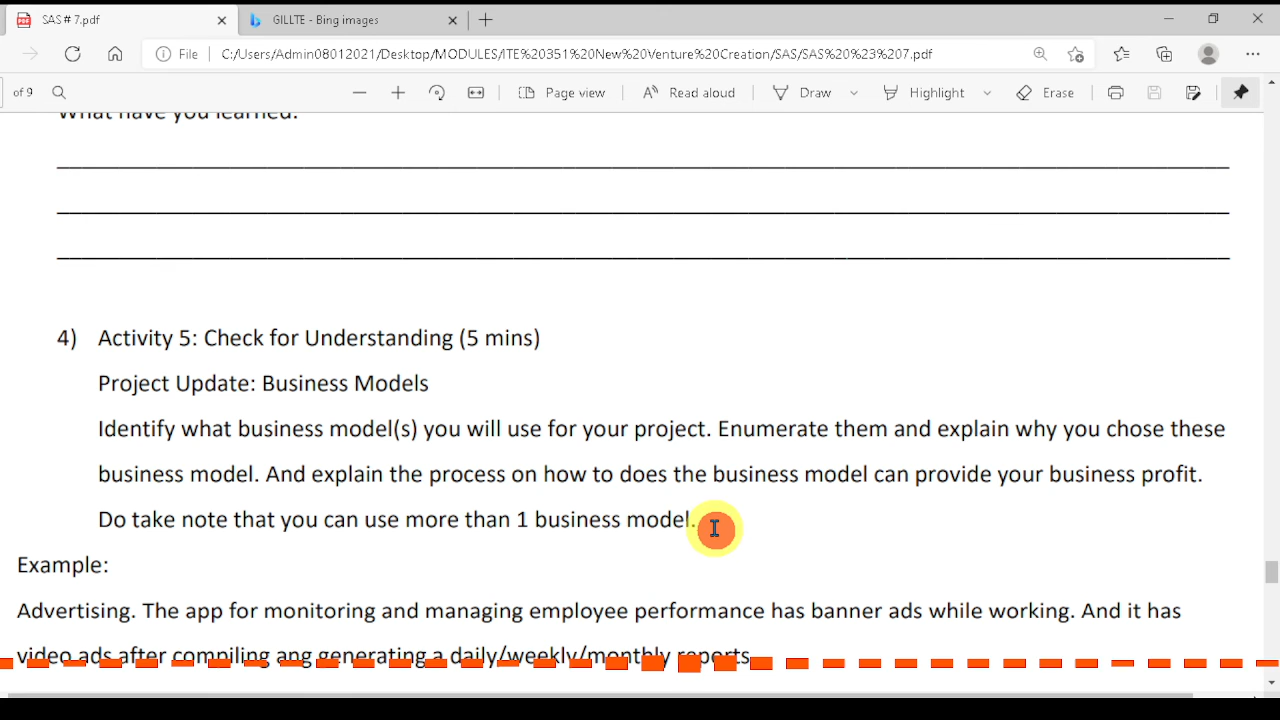 SAS # 7.pdf
GILLTE - Bing images
File
C:/Users/Admin08012021/Desktop/MODULES/ITE%20351%20New%20Venture%20Creation/SAS/SAS%20%23%207.pdf
of 9
Page view
Read aloud
Draw
Highlight
Erase
What have you learned?
4) Activity 5: Check for Understanding (5 mins)
Project Update: Business Models
Identify what business model(s) you will use for your project. Enumerate them and explain why you chose these
business model. And explain the process on how to does the business model can provide your business profit.
Do take note that you can use more than 1 business model.
Example:
Advertising. The app for monitoring and managing employee performance has banner ads while working. And it has
video ads after compiling ang generating a daily/weekly/monthly reports